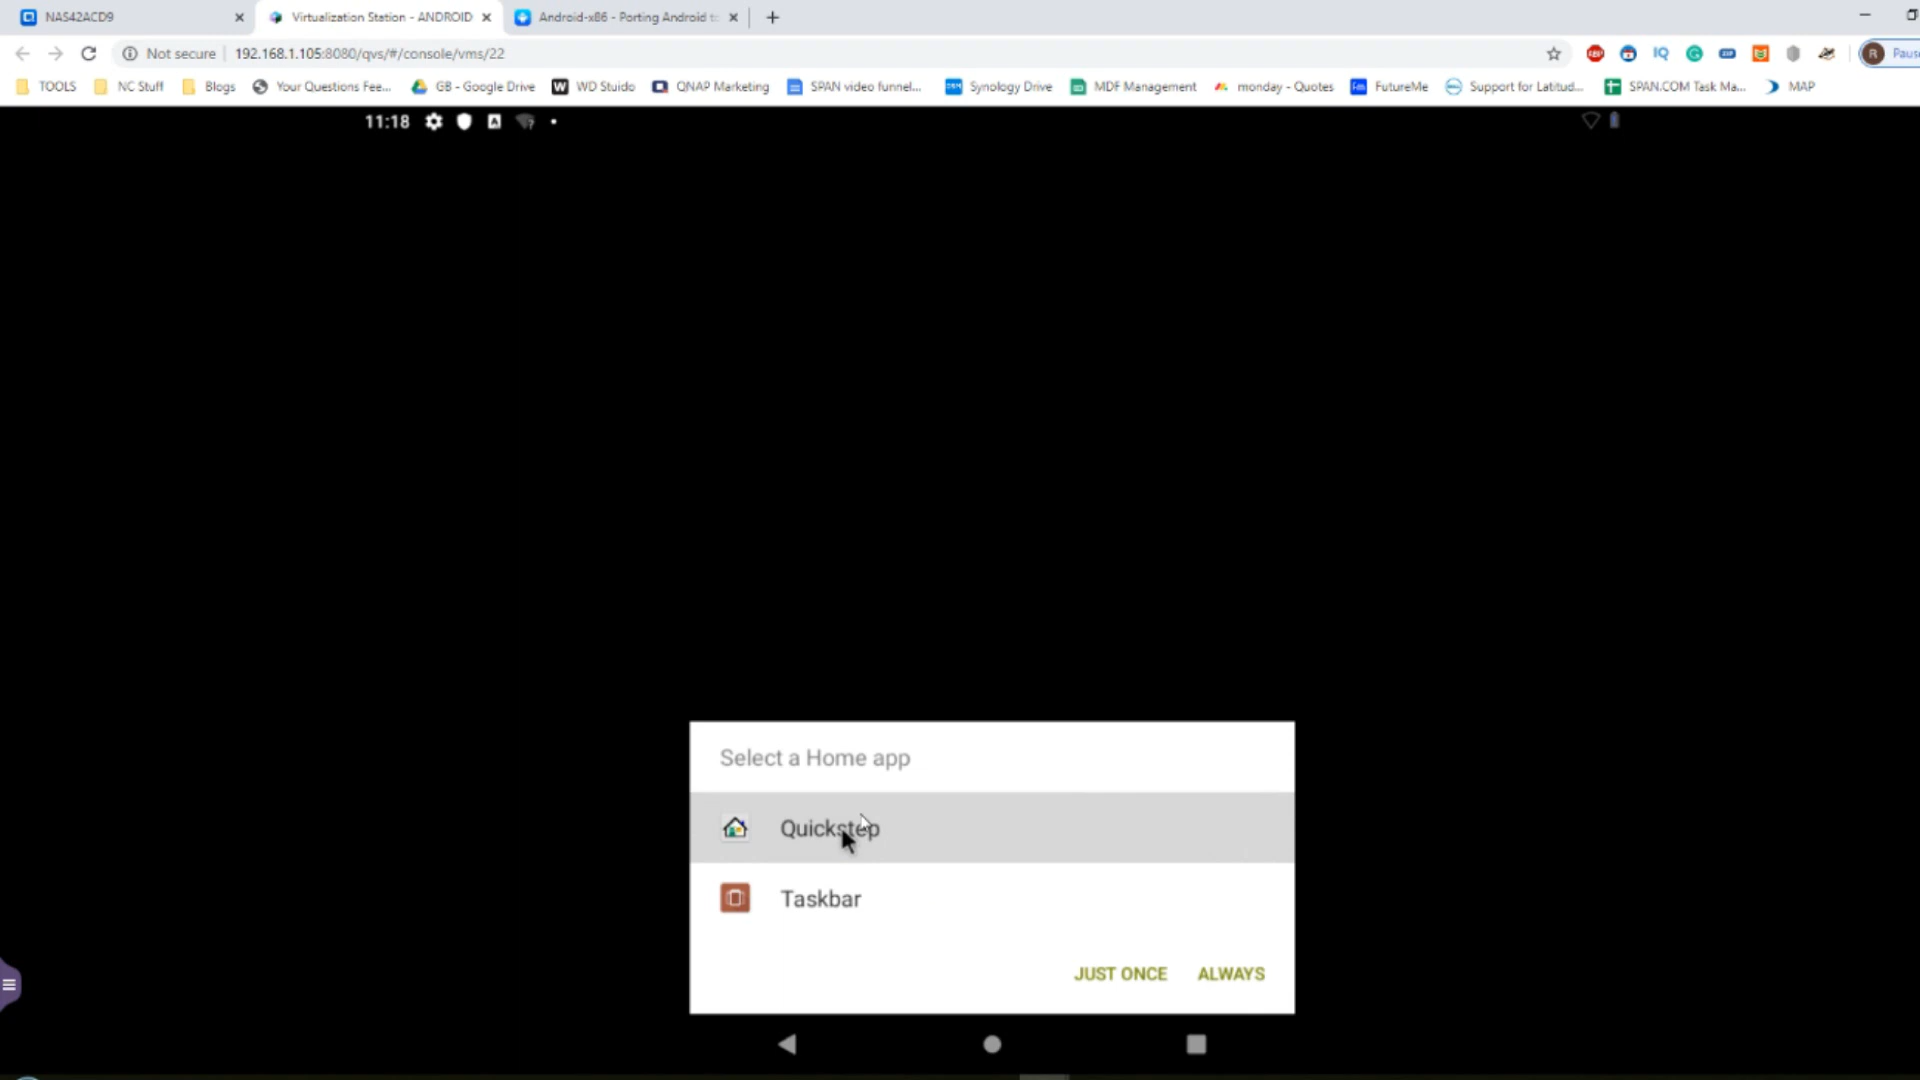 NAS42ACD9
Virtualization Station - ANDROID
Android-x86 - Porting Android to
Not secure
192.168.1.105:8080/qvs/#/console/vms/22
IQ
R
Paus
TOOLS
NC Stuff
Blogs
Your Questions Fee...
GB - Google Drive
WD Stuido
QNAP Marketing
SPAN video funnel...
Synology Drive
MDF Management
monday - Quotes
FutureMe
Support for Latitud...
SPAN.COM Task Ma...
MAP
11:18
A
Select a Home app
Quickstep
Taskbar
JUST ONCE
ALWAYS